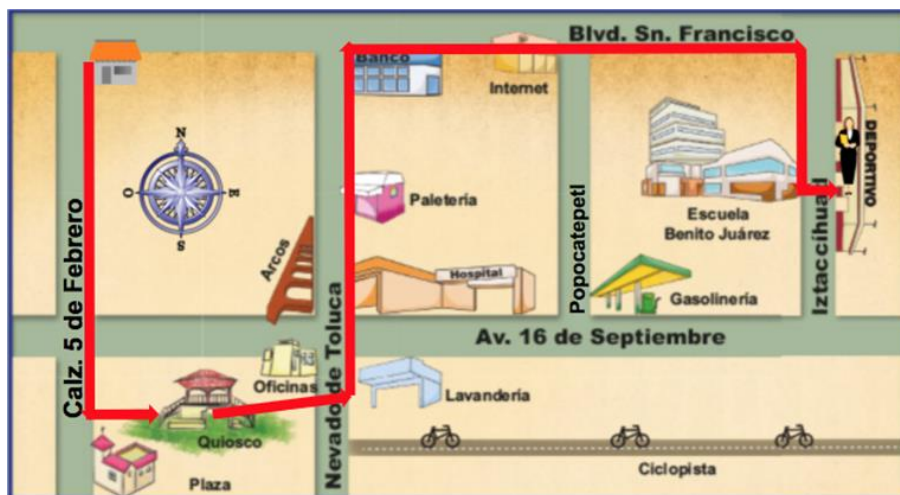 Blvd. Sn. Francisco
Banco
Internet
N
O
E
S
DEPORTIVO
Paletería
Escuela
Benito Juárez
Calz. 5 de Febrero
Arcos
Popocatepetl
Iztaccíhuatl
Hospital
Gasolinería
Nevado de Toluca
Av. 16 de Septiembre
Oficinas
Lavandería
Quiosco
Plaza
Ciclopista